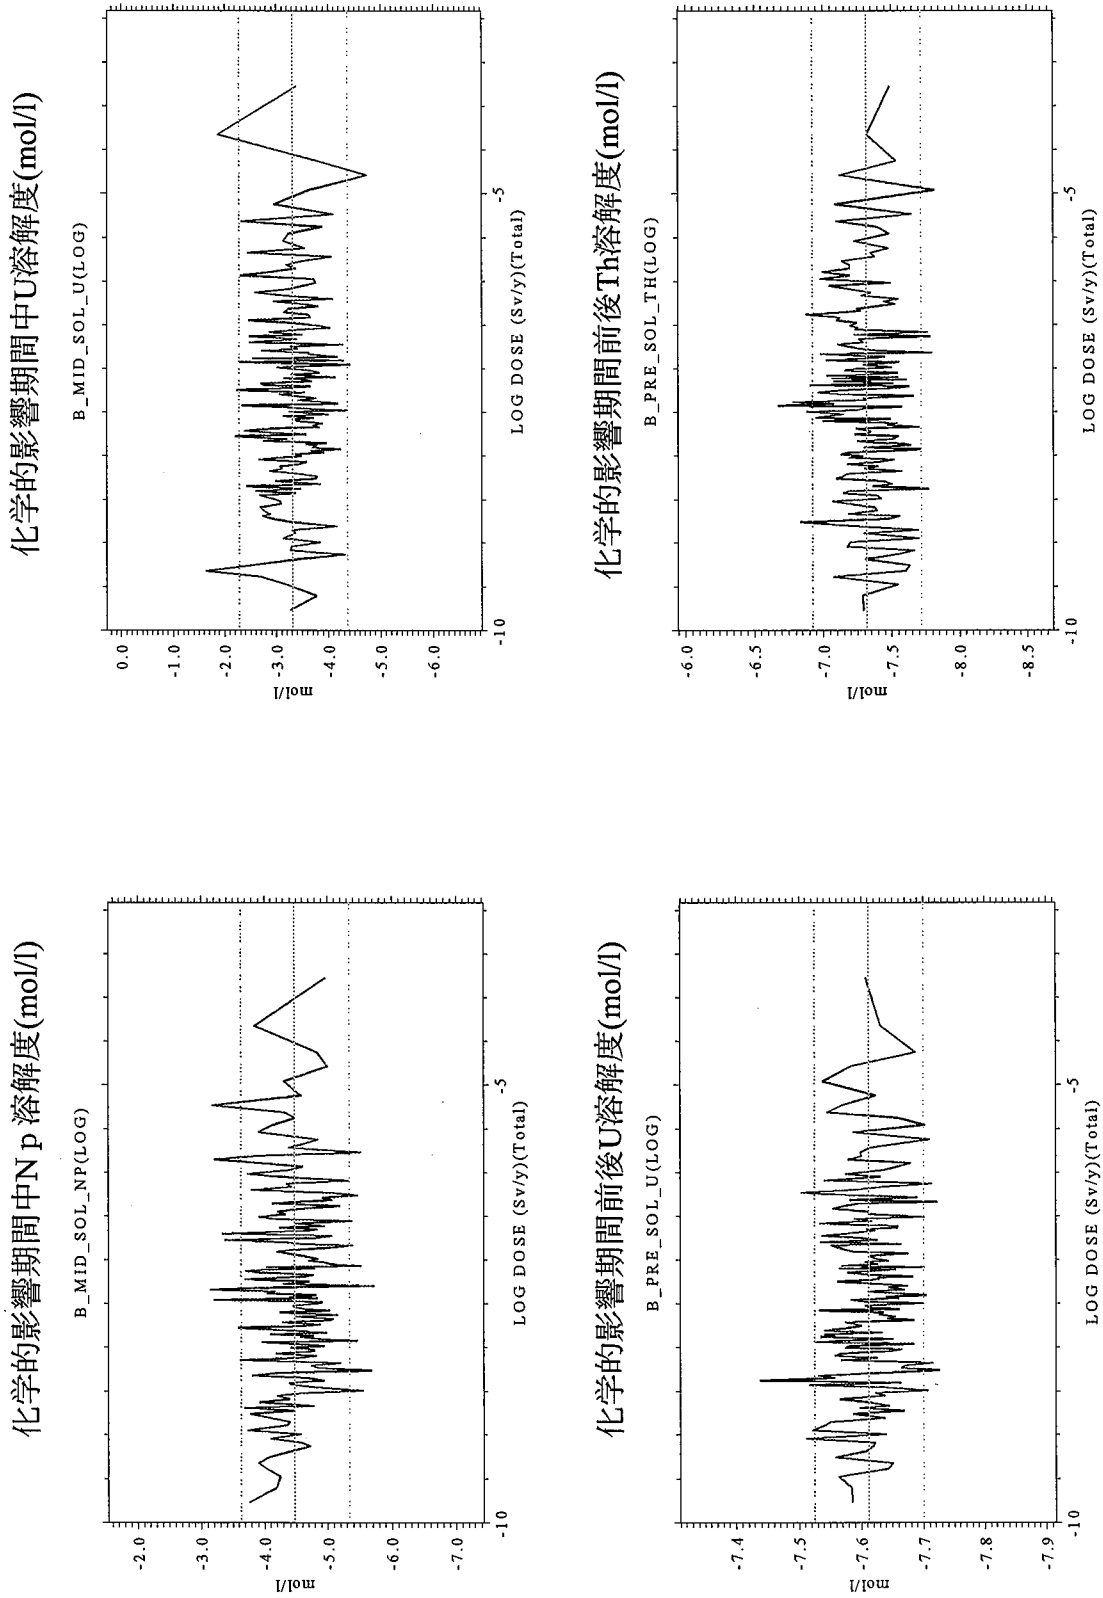 化学的影響期間中Np溶解度(mol/l)
B_MID_SOL_NP(LOG)
mol/l
-2.0
-3.0
-4.0
-5.0
-6.0
-7.0
-10
-5
LOG DOSE (Sv/y)(Total)
化学的影響期間中U溶解度(mol/l)
B_MID_SOL_U(LOG)
mol/l
0.0
-1.0
-2.0
-3.0
-4.0
-5.0
-6.0
-10
-5
LOG DOSE (Sv/y)(Total)
化学的影響期間前後U溶解度(mol/l)
B_PRE_SOL_U(LOG)
mol/l
-7.4
-7.5
-7.6
-7.7
-7.8
-7.9
-10
-5
LOG DOSE (Sv/y)(Total)
化学的影響期間前後Th溶解度(mol/l)
B_PRE_SOL_TH(LOG)
mol/l
-6.0
-6.5
-7.0
-7.5
-8.0
-8.5
-10
-5
LOG DOSE (Sv/y)(Total)